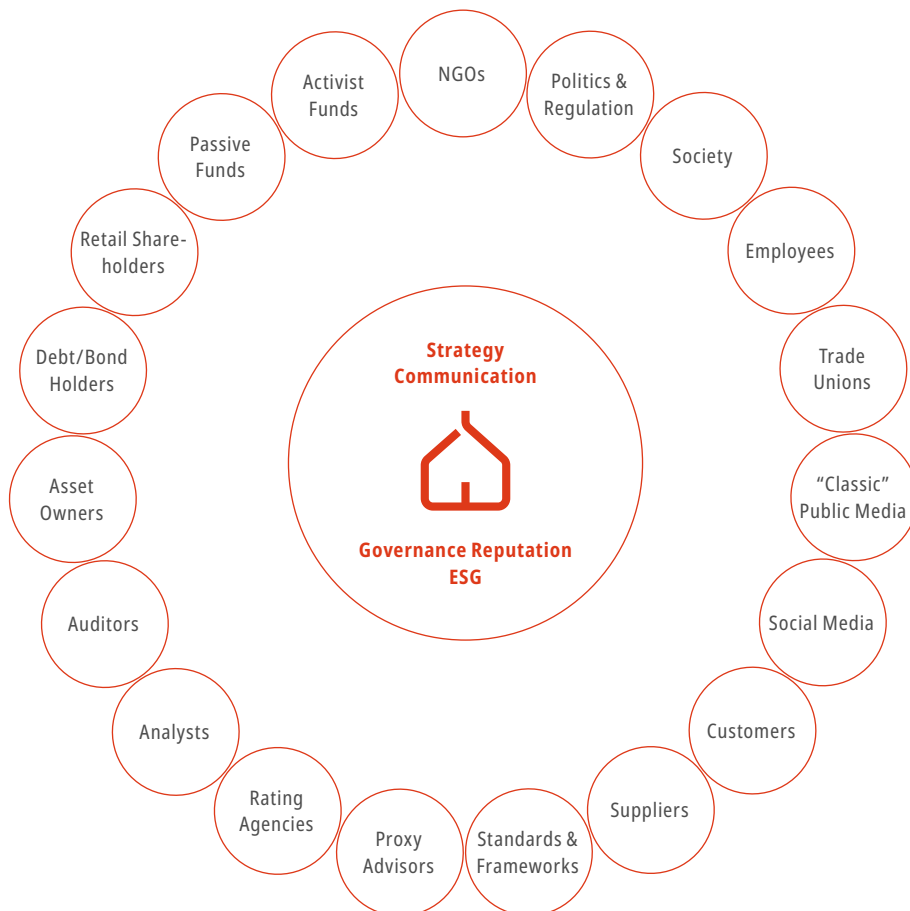 NGOs
Politics &
Regulation
Society
Employees
Trade
Unions
“Classic”
Public Media
Social Media
Customers
Suppliers
Standards &
Frameworks
Proxy
Advisors
Rating
Agencies
Analysts
Auditors
Asset
Owners
Debt/Bond
Holders
Retail Share-
holders
Passive
Funds
Activist
Funds
Strategy
Communication
Governance Reputation
ESG